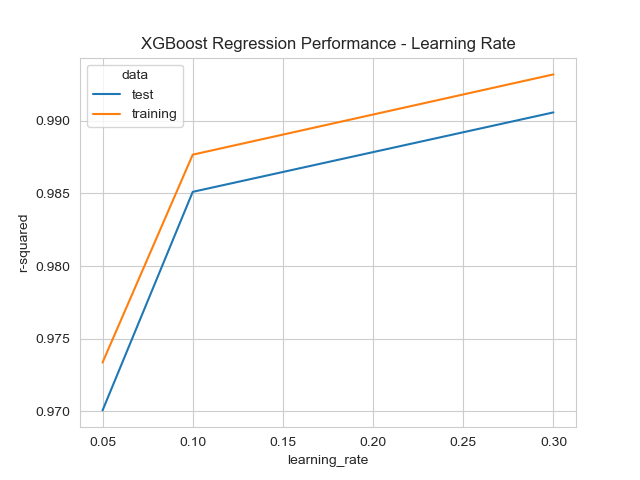 XGBoost Regression Performance - Learning Rate
data
test
training
0.990
0.985
0.980
0.975
0.970
r-squared
0.05 0.10 0.15 0.20 0.25 0.30
learning_rate